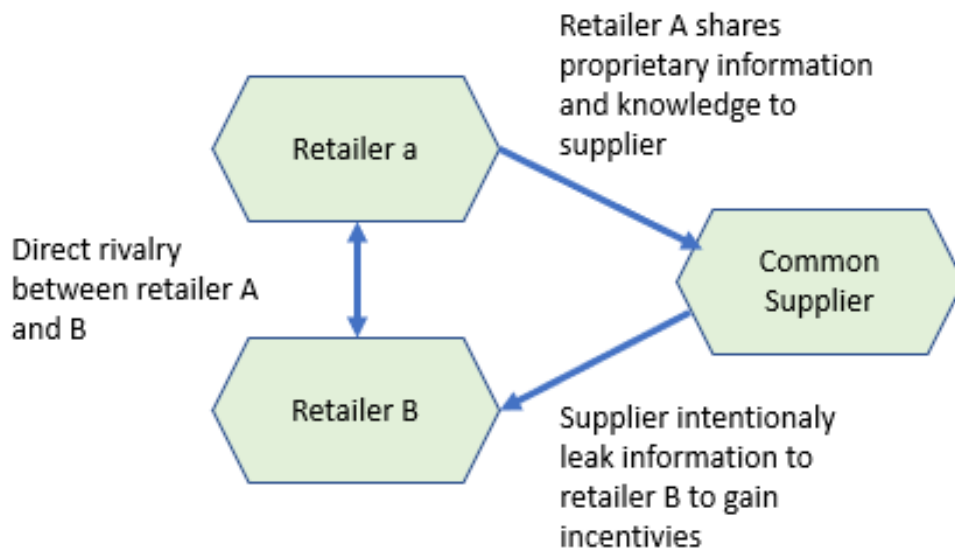 Retailer A shares
proprietary information
and knowledge to
supplier
Retailer a
Direct rivalry
between retailer A
and B
Common
Supplier
Retailer B
Supplier intentionaly
leak information to
retailer B to gain
incentivies